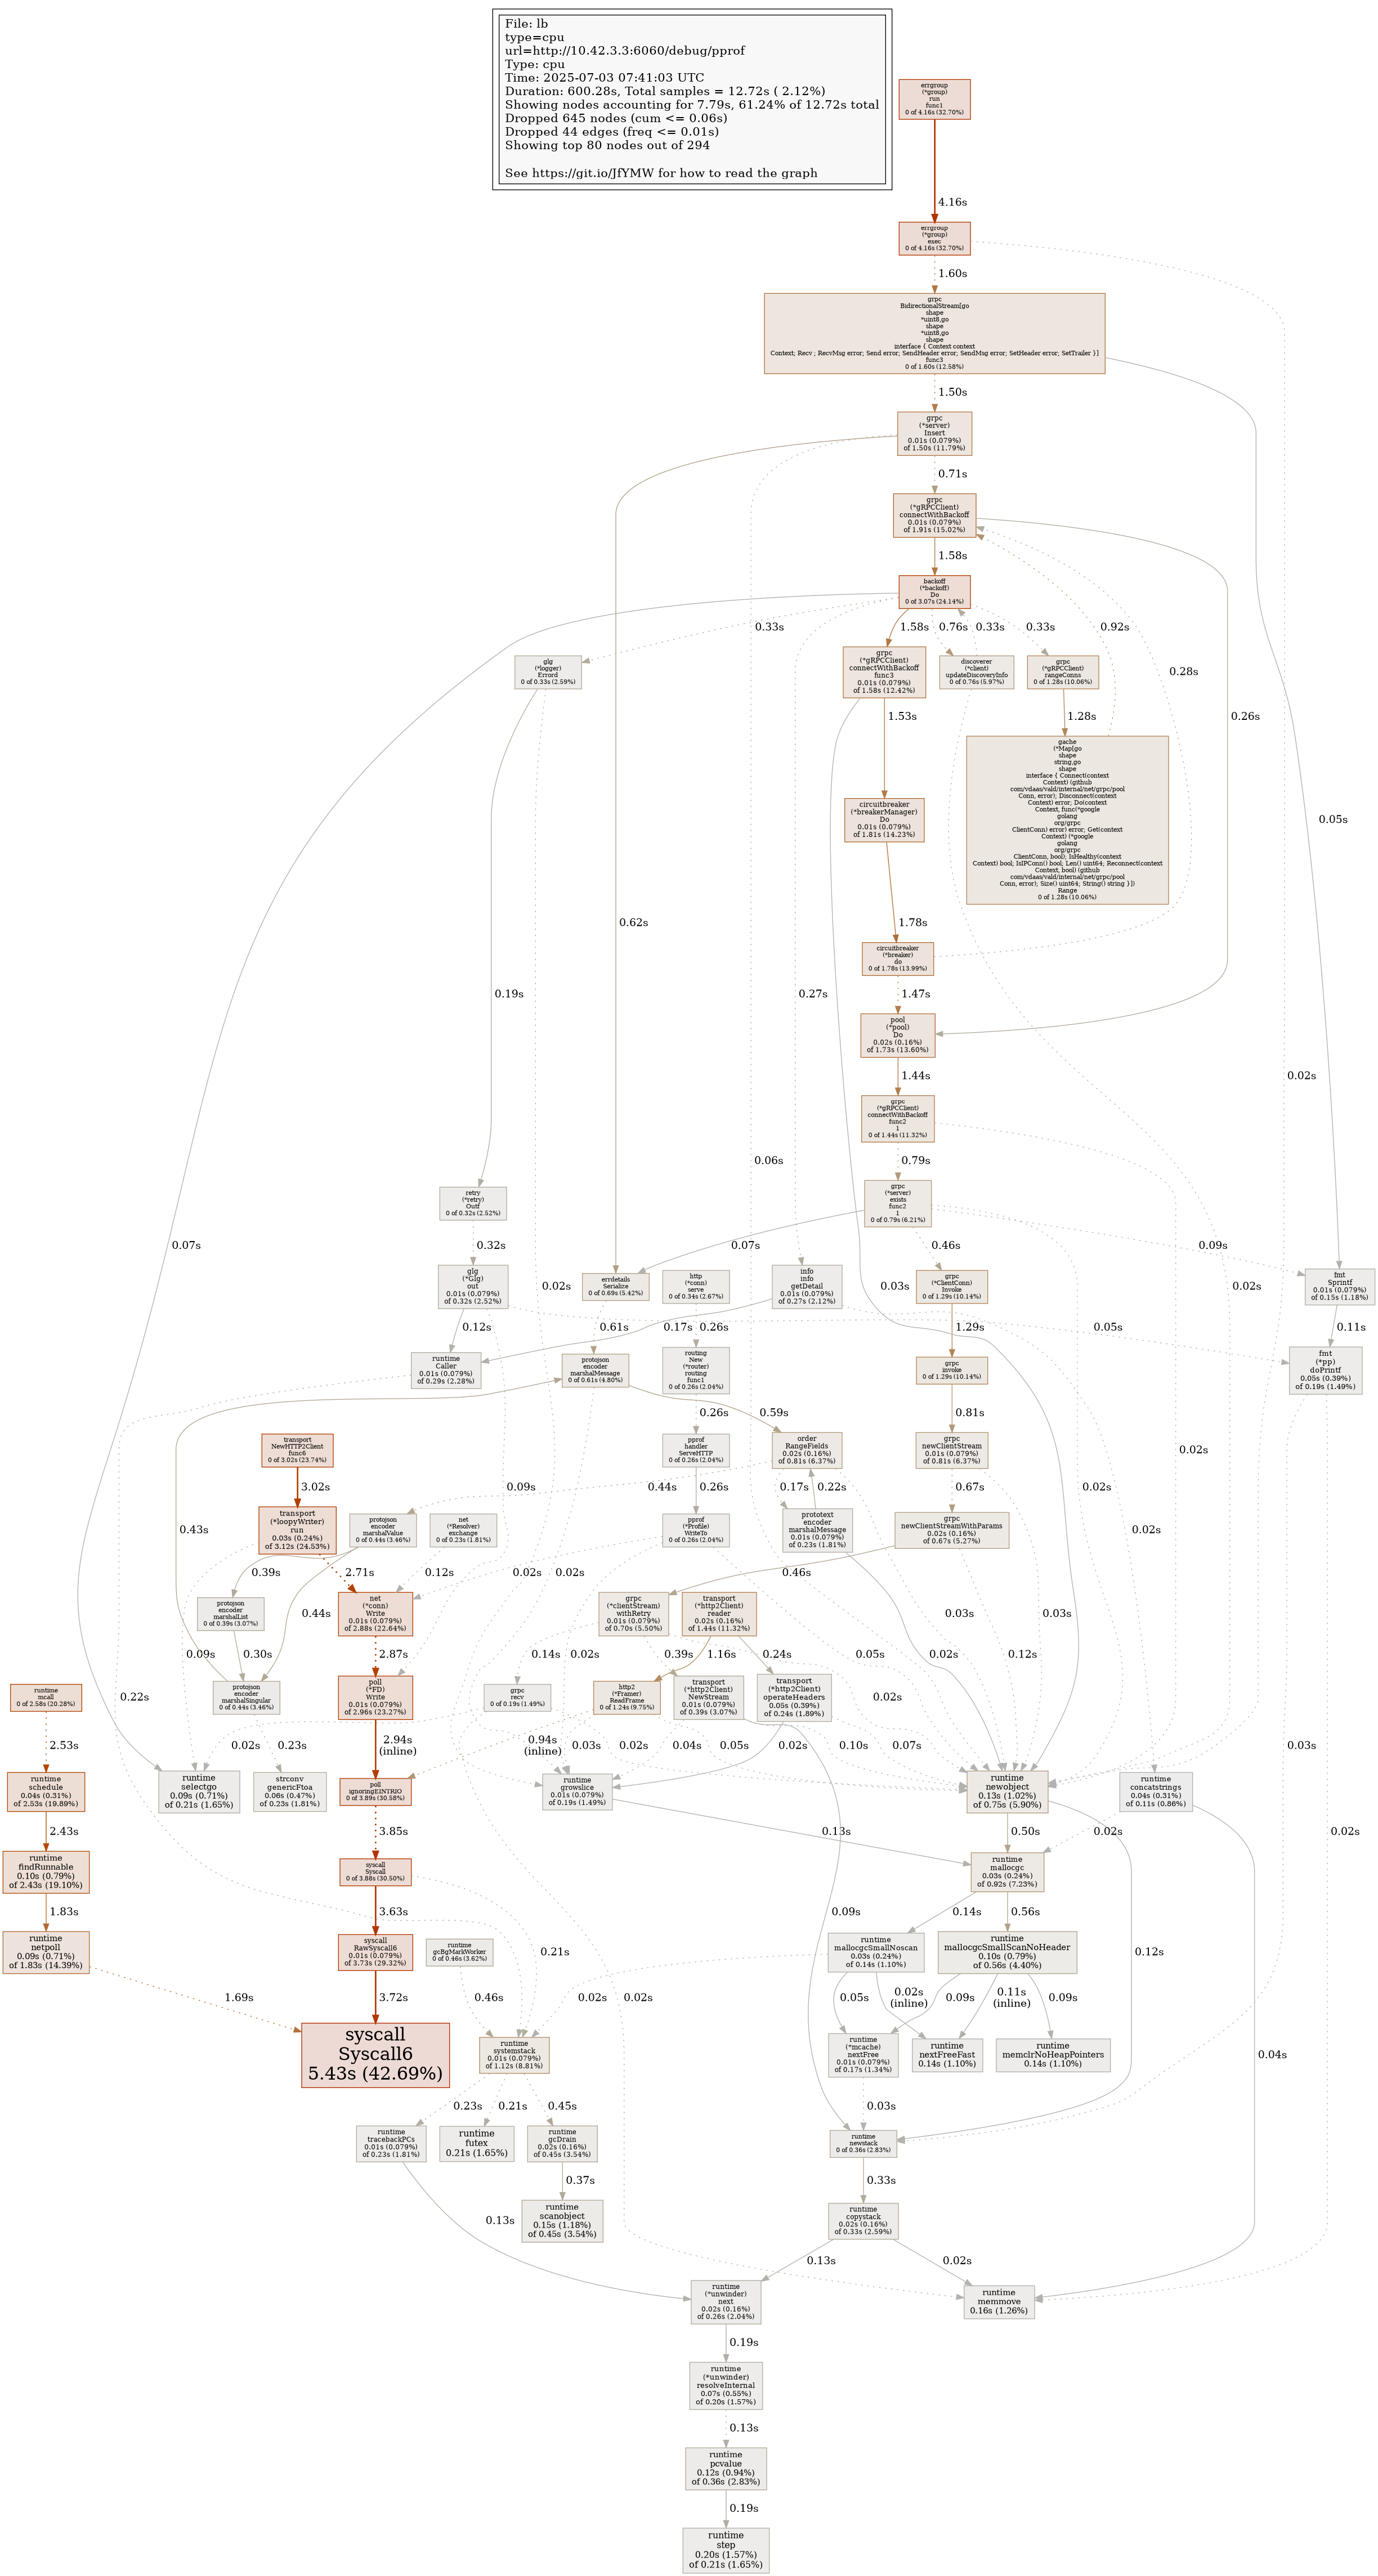 File: lb
type=cpu
url=http://10.42.3.3:6060/debug/pprof
Type: cpu
Time: 2025-07-03 07:41:03 UTC
Duration: 600.28s, Total samples = 12.72s ( 2.12%)
Showing nodes accounting for 7.79s, 61.24% of 12.72s total
Dropped 645 nodes (cum <= 0.06s)
Dropped 44 edges (freq <= 0.01s)
Showing top 80 nodes out of 294
See https://git.io/JfYMW for how to read the graph
errgroup
(*group)
run
func1
0 of 4.16s (32.70%)
4.16s
errgroup
(*group)
exec
0 of 4.16s (32.70%)
1.60s
grpc
BidirectionalStream[go
shape
*uint8,go
shape
*uint8,go
shape
interface { Context context
Context; Recv ; RecvMsg error; Send error; SendHeader error; SendMsg error; SetHeader error; SetTrailer }]
func3
0 of 1.60s (12.58%)
1.50s
grpc
(*server)
Insert
0.01s (0.079%)
of 1.50s (11.79%)
0.71s
grpc
(*gRPCClient)
connectWithBackoff
0.01s (0.079%)
of 1.91s (15.02%)
1.58s
backoff
(*backoff)
Do
0 of 3.07s (24.14%)
0.33s
1.58s
0.76s
0.33s
0.33s
0.92s
0.28s
0.26s
0.05s
glg
(*logger)
Errord
0 of 0.33s (2.59%)
grpc
(*gRPCClient)
connectWithBackoff
func3
0.01s (0.079%)
of 1.58s (12.42%)
discoverer
(*client)
updateDiscoveryInfo
0 of 0.76s (5.97%)
grpc
(*gRPCClient)
rangeConns
0 of 1.28s (10.06%)
1.53s
1.28s
gache
(*Map[go
shape
string,go
shape
interface { Connect(context
Context) (github
com/vdaas/vald/internal/net/grpc/pool
Conn, error); Disconnect(context
Context) error; Do(context
Context, func(*google
golang
org/grpc
ClientConn) error) error; Get(context
Context) (*google
golang
org/grpc
ClientConn, bool); IsHealthy(context
Context) bool; IsIPConn() bool; Len() uint64; Reconnect(context
Context, bool) (github
com/vdaas/vald/internal/net/grpc/pool
Conn, error); Size() uint64; String() string }])
Range
0 of 1.28s (10.06%)
circuitbreaker
(*breakerManager)
Do
0.01s (0.079%)
of 1.81s (14.23%)
0.62s
1.78s
circuitbreaker
(*breaker)
do
0 of 1.78s (13.99%)
0.19s
0.27s
1.47s
pool
(*pool)
Do
0.02s (0.16%)
of 1.73s (13.60%)
1.44s
0.02s
grpc
(*gRPCClient)
connectWithBackoff
func2
1
0 of 1.44s (11.32%)
0.06s
0.79s
retry
(*retry)
Outf
0 of 0.32s (2.52%)
grpc
(*server)
exists
func2
1
0 of 0.79s (6.21%)
0.07s
0.32s
0.07s
0.46s
0.09s
glg
(*Glg)
out
0.01s (0.079%)
of 0.32s (2.52%)
0.02s
errdetails
Serialize
0 of 0.69s (5.42%)
http
(*conn)
serve
0 of 0.34s (2.67%)
info
info
getDetail
0.01s (0.079%)
of 0.27s (2.12%)
0.03s
grpc
(*ClientConn)
Invoke
0 of 1.29s (10.14%)
0.02s
fmt
Sprintf
0.01s (0.079%)
of 0.15s (1.18%)
0.12s
0.61s
0.17s
0.26s
1.29s
0.05s
0.11s
runtime
Caller
0.01s (0.079%)
of 0.29s (2.28%)
protojson
encoder
marshalMessage
0 of 0.61s (4.80%)
routing
New
(*router)
routing
func1
0 of 0.26s (2.04%)
grpc
invoke
0 of 1.29s (10.14%)
fmt
(*pp)
doPrintf
0.05s (0.39%)
of 0.19s (1.49%)
0.59s
0.26s
0.81s
transport
NewHTTP2Client
func6
0 of 3.02s (23.74%)
pprof
handler
ServeHTTP
0 of 0.26s (2.04%)
order
RangeFields
0.02s (0.16%)
of 0.81s (6.37%)
grpc
newClientStream
0.01s (0.079%)
of 0.81s (6.37%)
0.02s
3.02s
0.09s
0.44s
0.26s
0.17s
0.22s
0.67s
0.02s
transport
(*loopyWriter)
run
0.03s (0.24%)
of 3.12s (24.53%)
0.43s
protojson
encoder
marshalValue
0 of 0.44s (3.46%)
net
(*Resolver)
exchange
0 of 0.23s (1.81%)
pprof
(*Profile)
WriteTo
0 of 0.26s (2.04%)
prototext
encoder
marshalMessage
0.01s (0.079%)
of 0.23s (1.81%)
grpc
newClientStreamWithParams
0.02s (0.16%)
of 0.67s (5.27%)
0.02s
0.39s
2.71s
0.12s
0.02s
0.02s
0.46s
protojson
encoder
marshalList
0 of 0.39s (3.07%)
0.44s
net
(*conn)
Write
0.01s (0.079%)
of 2.88s (22.64%)
grpc
(*clientStream)
withRetry
0.01s (0.079%)
of 0.70s (5.50%)
transport
(*http2Client)
reader
0.02s (0.16%)
of 1.44s (11.32%)
0.03s
0.03s
0.09s
0.30s
2.87s
0.14s
0.02s
0.39s
1.16s
0.24s
0.05s
0.02s
0.12s
runtime
mcall
0 of 2.58s (20.28%)
0.22s
protojson
encoder
marshalSingular
0 of 0.44s (3.46%)
poll
(*FD)
Write
0.01s (0.079%)
of 2.96s (23.27%)
grpc
recv
0 of 0.19s (1.49%)
http2
(*Framer)
ReadFrame
0 of 1.24s (9.75%)
transport
(*http2Client)
NewStream
0.01s (0.079%)
of 0.39s (3.07%)
transport
(*http2Client)
operateHeaders
0.05s (0.39%)
of 0.24s (1.89%)
0.02s
2.53s
0.02s
0.23s
2.94s
(inline)
0.94s
(inline)
0.03s
0.02s
0.04s
0.05s
0.02s
0.10s
0.07s
0.03s
runtime
schedule
0.04s (0.31%)
of 2.53s (19.89%)
runtime
selectgo
0.09s (0.71%)
of 0.21s (1.65%)
strconv
genericFtoa
0.06s (0.47%)
of 0.23s (1.81%)
poll
ignoringEINTRIO
0 of 3.89s (30.58%)
runtime
growslice
0.01s (0.079%)
of 0.19s (1.49%)
runtime
newobject
0.13s (1.02%)
of 0.75s (5.90%)
runtime
concatstrings
0.04s (0.31%)
of 0.11s (0.86%)
2.43s
3.85s
0.13s
0.50s
0.02s
0.02s
runtime
findRunnable
0.10s (0.79%)
of 2.43s (19.10%)
syscall
Syscall
0 of 3.88s (30.50%)
runtime
mallocgc
0.03s (0.24%)
of 0.92s (7.23%)
1.83s
3.63s
0.09s
0.14s
0.56s
runtime
netpoll
0.09s (0.71%)
of 1.83s (14.39%)
syscall
RawSyscall6
0.01s (0.079%)
of 3.73s (29.32%)
runtime
gcBgMarkWorker
0 of 0.46s (3.62%)
0.21s
runtime
mallocgcSmallNoscan
0.03s (0.24%)
of 0.14s (1.10%)
runtime
mallocgcSmallScanNoHeader
0.10s (0.79%)
of 0.56s (4.40%)
0.12s
1.69s
3.72s
0.46s
0.02s
0.02s
0.05s
0.02s
(inline)
0.09s
0.11s
(inline)
0.09s
syscall
Syscall6
5.43s (42.69%)
runtime
systemstack
0.01s (0.079%)
of 1.12s (8.81%)
runtime
(*mcache)
nextFree
0.01s (0.079%)
of 0.17s (1.34%)
runtime
nextFreeFast
0.14s (1.10%)
runtime
memclrNoHeapPointers
0.14s (1.10%)
0.04s
0.23s
0.21s
0.45s
0.03s
runtime
tracebackPCs
0.01s (0.079%)
of 0.23s (1.81%)
runtime
futex
0.21s (1.65%)
runtime
gcDrain
0.02s (0.16%)
of 0.45s (3.54%)
runtime
newstack
0 of 0.36s (2.83%)
0.37s
0.33s
0.13s
runtime
scanobject
0.15s (1.18%)
of 0.45s (3.54%)
runtime
copystack
0.02s (0.16%)
of 0.33s (2.59%)
0.13s
0.02s
runtime
(*unwinder)
next
0.02s (0.16%)
of 0.26s (2.04%)
runtime
memmove
0.16s (1.26%)
0.19s
runtime
(*unwinder)
resolveInternal
0.07s (0.55%)
of 0.20s (1.57%)
0.13s
runtime
pcvalue
0.12s (0.94%)
of 0.36s (2.83%)
0.19s
runtime
step
0.20s (1.57%)
of 0.21s (1.65%)